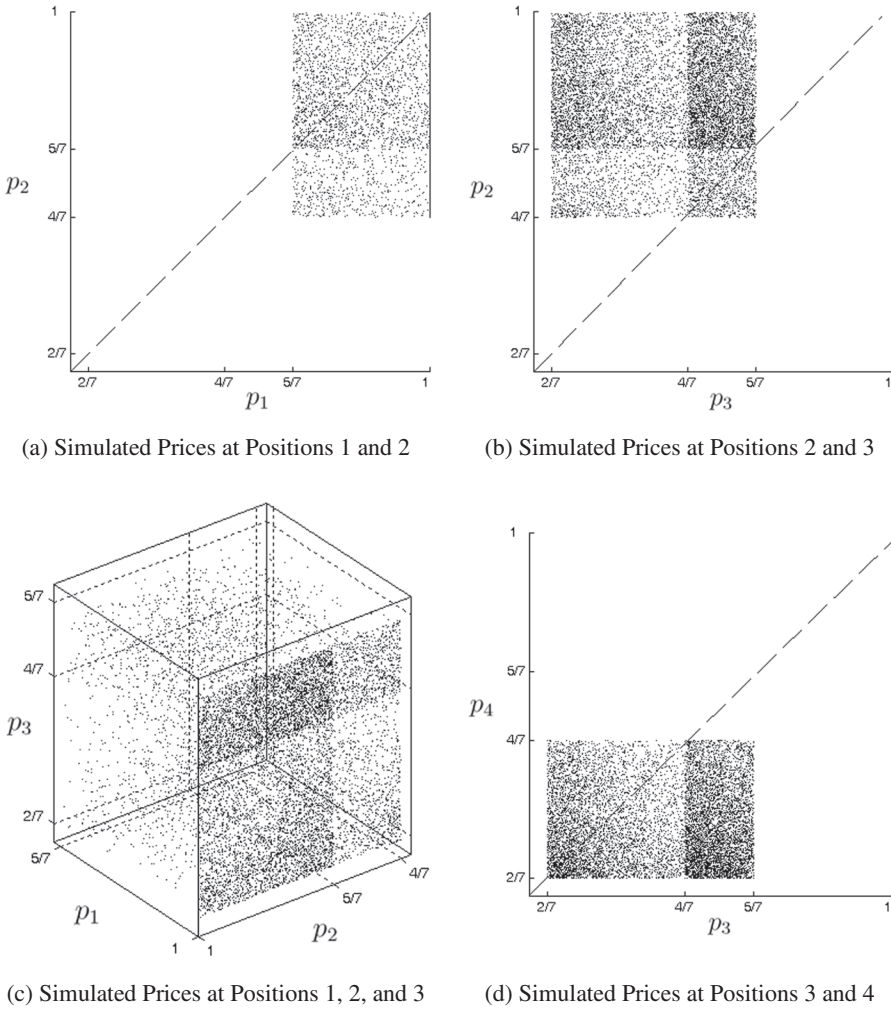 1
5/7
p₂
4/7
2/7
2/7 4/7 5/7 1
p₁
(a) Simulated Prices at Positions 1 and 2
1
5/7
p₂
4/7
2/7
2/7 4/7 5/7 1
p₃
(b) Simulated Prices at Positions 2 and 3
5/7
4/7
p₃
2/7
5/7
p₁
1
1
p₂
5/7
4/7
(c) Simulated Prices at Positions 1, 2, and 3
1
5/7
p₄
4/7
2/7
2/7 4/7 5/7 1
p₃
(d) Simulated Prices at Positions 3 and 4